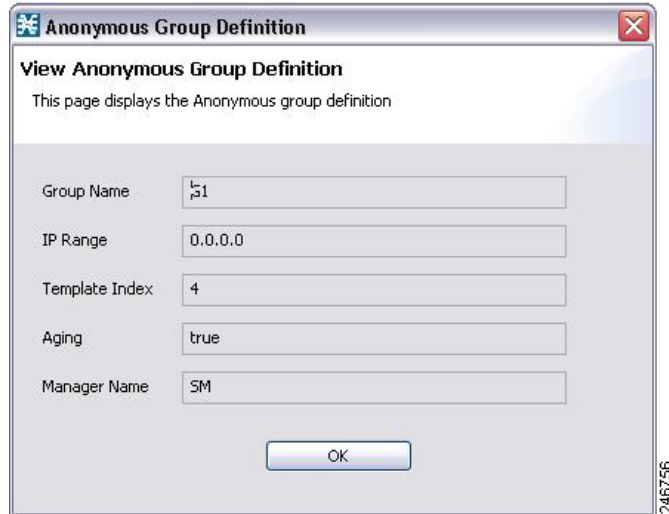 Anonymous Group Definition
View Anonymous Group Definition
This page displays the Anonymous group definition
Group Name
IP Range 0.0.0.0
Template Index 4
Aging true
Manager Name SM
OK
246756